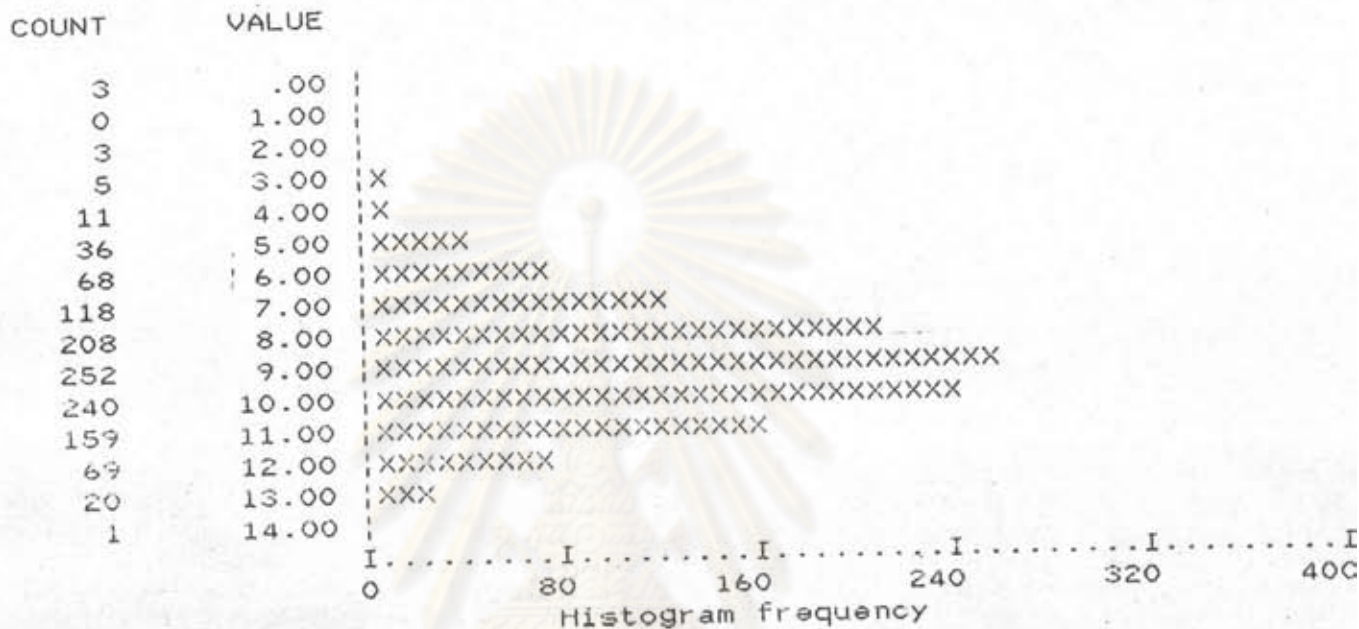 COUNT VALUE
3 .00
0 1.00
3 2.00
5 3.00 X
11 4.00 X
36 5.00 XXXXX
68 6.00 XXXXXXXXX
118 7.00 XXXXXXXXXXXXXXX
208 8.00 XXXXXXXXXXXXXXXXXXXXXXXXXX
252 9.00 XXXXXXXXXXXXXXXXXXXXXXXXXXXXXXXX
240 10.00 XXXXXXXXXXXXXXXXXXXXXXXXXXXXXX
159 11.00 XXXXXXXXXXXXXXXXXXXX
69 12.00 XXXXXXXXX
20 13.00 XXX
1 14.00
I.........I.........I.........I.........I.........I
0 80 160 240 320 400
Histogram frequency